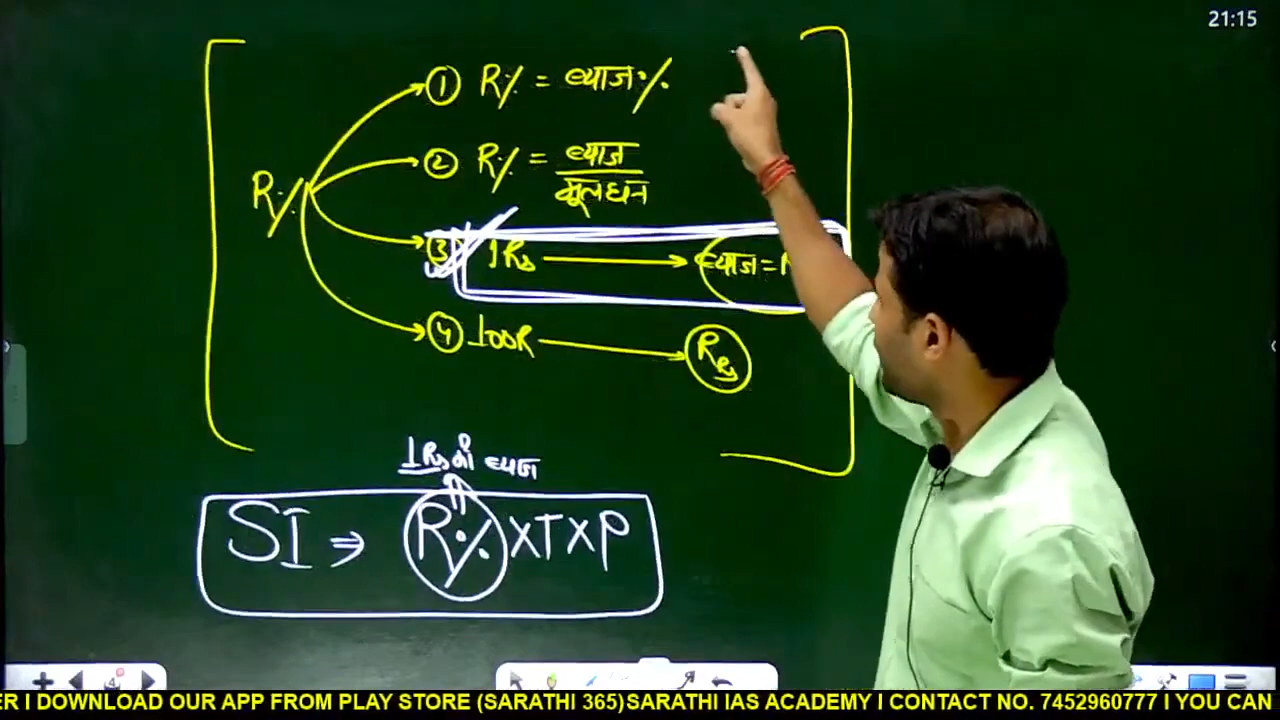 21:15
① R% = ब्याज%
R% ② R% = ब्याज/मूलधन
③ 1Rs → ब्याज =
④ 100R → R Rs
1Rs की ब्याज
SI ⇒ R% XTXP
ER I DOWNLOAD OUR APP FROM PLAY STORE (SARATHI 365)SARATHI IAS ACADEMY I CONTACT NO. 7452960777 I YOU CAN